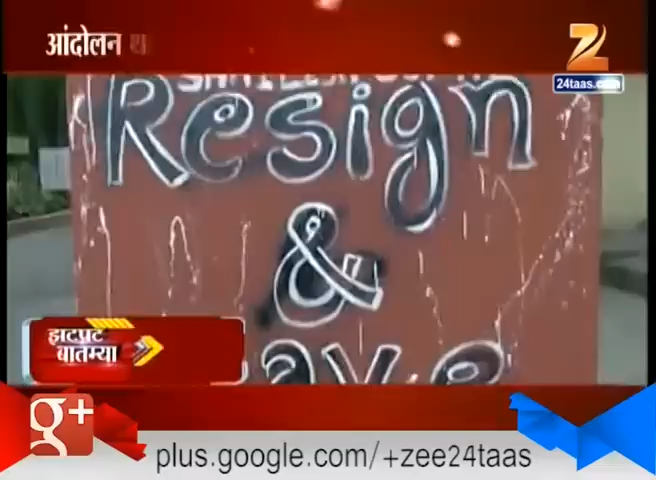 आंदोलन
24taas.com
Resign
&
झटपट
बातम्या
g+
plus.google.com/+zee24taas